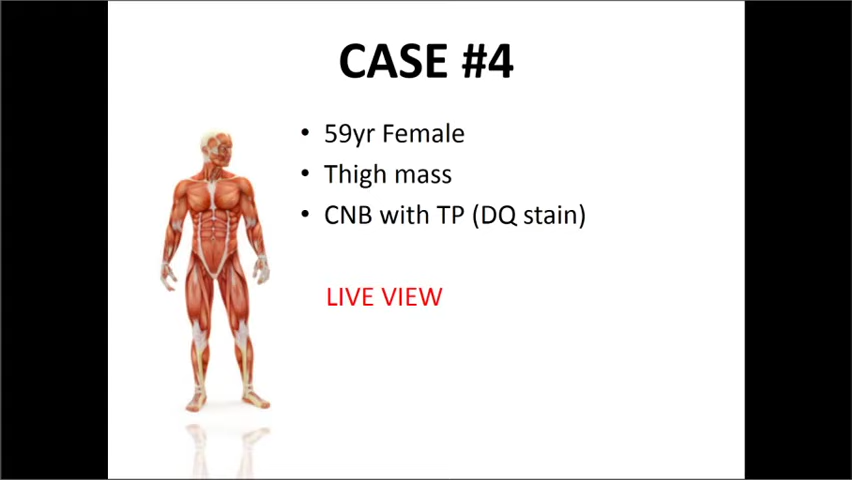 CASE #4
• 59yr Female
• Thigh mass
• CNB with TP (DQ stain)
LIVE VIEW